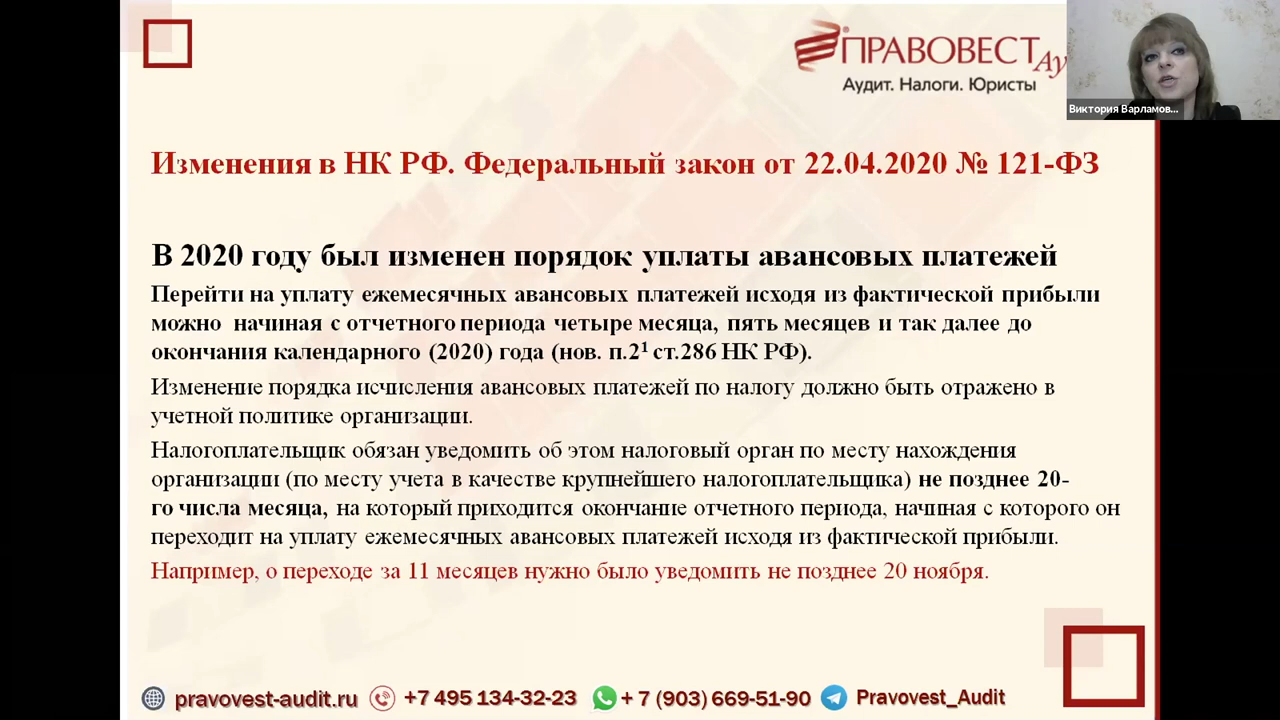 ПРАВОВЕСТ
Ау
Аудит. Налоги. Юристы
Виктория Варламов...
Изменения в НК РФ. Федеральный закон от 22.04.2020 № 121-ФЗ
В 2020 году был изменен порядок уплаты авансовых платежей
Перейти на уплату ежемесячных авансовых платежей исходя из фактической прибыли
можно начиная с отчетного периода четыре месяца, пять месяцев и так далее до
окончания календарного (2020) года (нов. п.2¹ ст.286 НК РФ).
Изменение порядка исчисления авансовых платежей по налогу должно быть отражено в
учетной политике организации.
Налогоплательщик обязан уведомить об этом налоговый орган по месту нахождения
организации (по месту учета в качестве крупнейшего налогоплательщика) не позднее 20-
го числа месяца, на который приходится окончание отчетного периода, начиная с которого он
переходит на уплату ежемесячных авансовых платежей исходя из фактической прибыли.
Например, о переходе за 11 месяцев нужно было уведомить не позднее 20 ноября.
pravovest-audit.ru +7 495 134-32-23 + 7 (903) 669-51-90 Pravovest_Audit